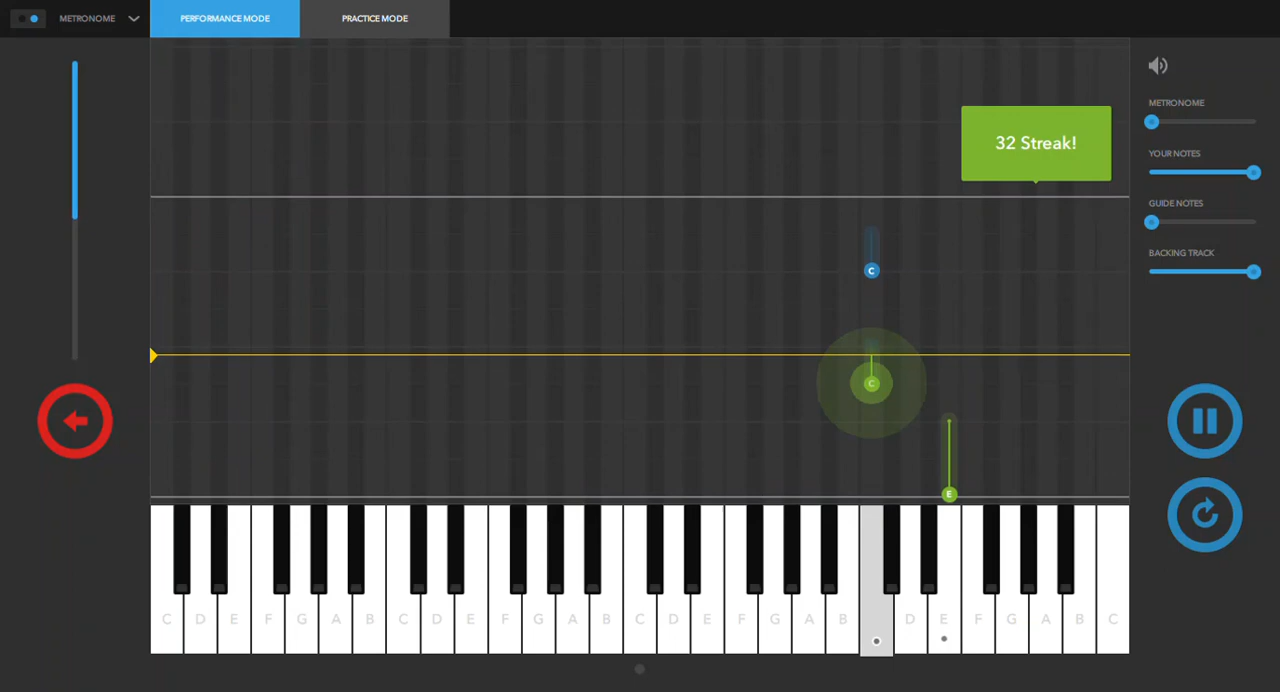 METRONOME
PERFORMANCE MODE
PRACTICE MODE
32 Streak!
METRONOME
YOUR NOTES
GUIDE NOTES
BACKING TRACK
C
C
E
C D E F G A B C D E F G A B C D E F G A B D E F G A B C